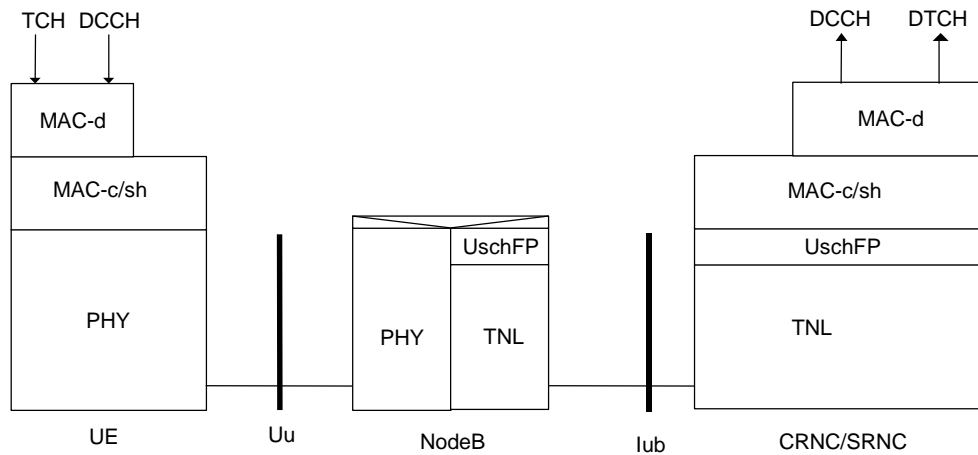 TCH DCCH DCCH DTCH
MAC-d MAC-d
MAC-c/sh MAC-c/sh
UschFP UschFP
PHY PHY TNL TNL
UE Uu NodeB Iub CRNC/SRNC